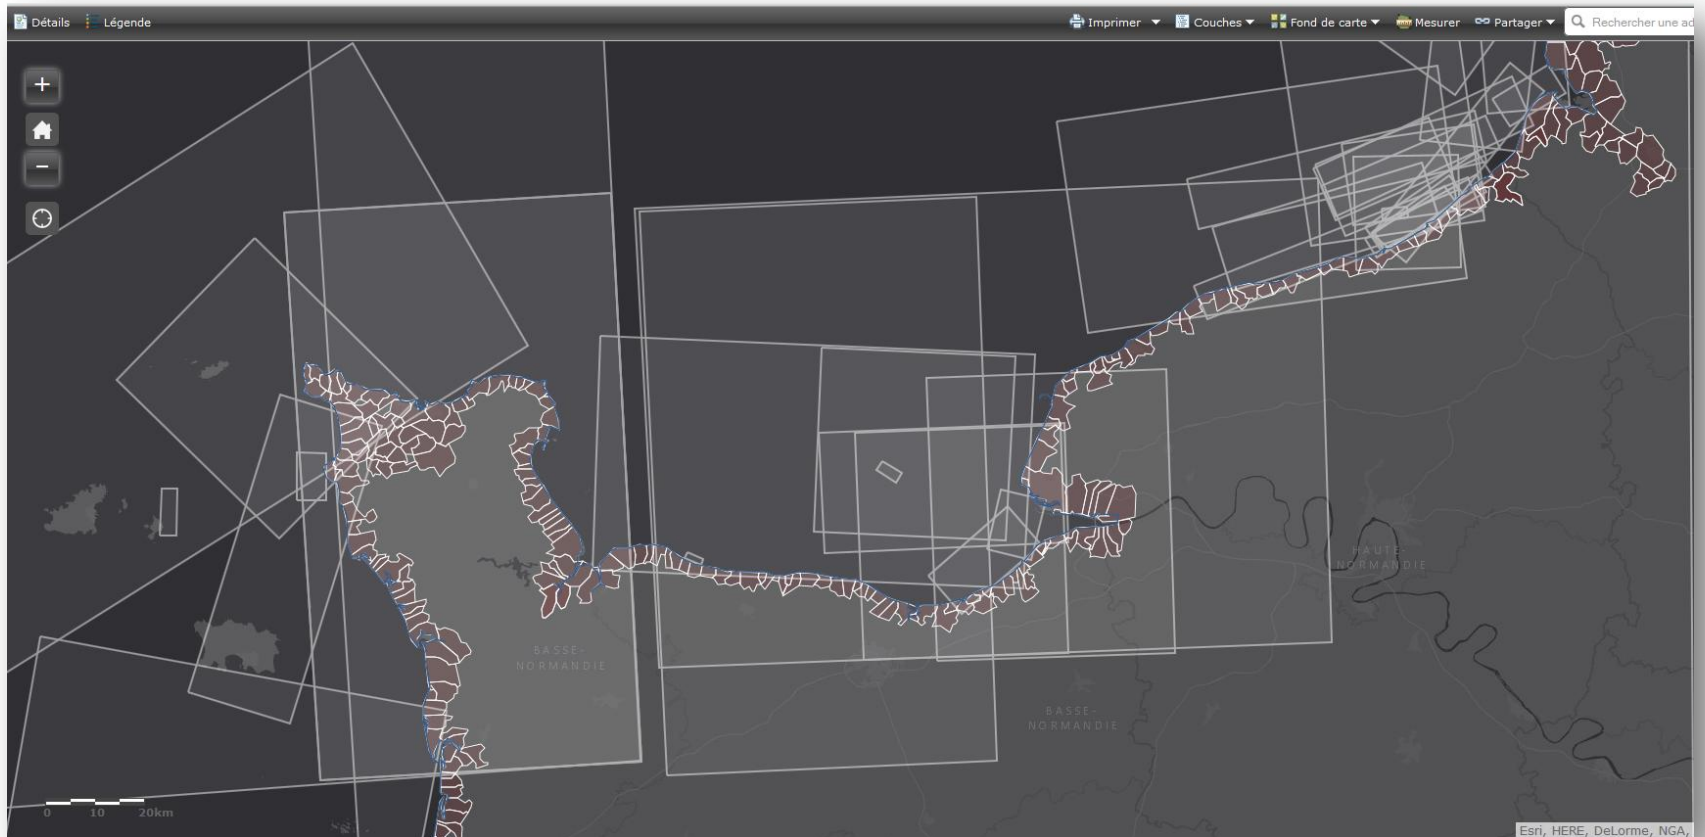 Détails
Légende
Imprimer
Couches
Fond de carte
Mesurer
Partager
Rechercher une ad
HAUTE-
NORMANDIE
BASSE-
NORMANDIE
BASSE-
NORMANDIE
0 10 20km
Esri, HERE, DeLorme, NGA,